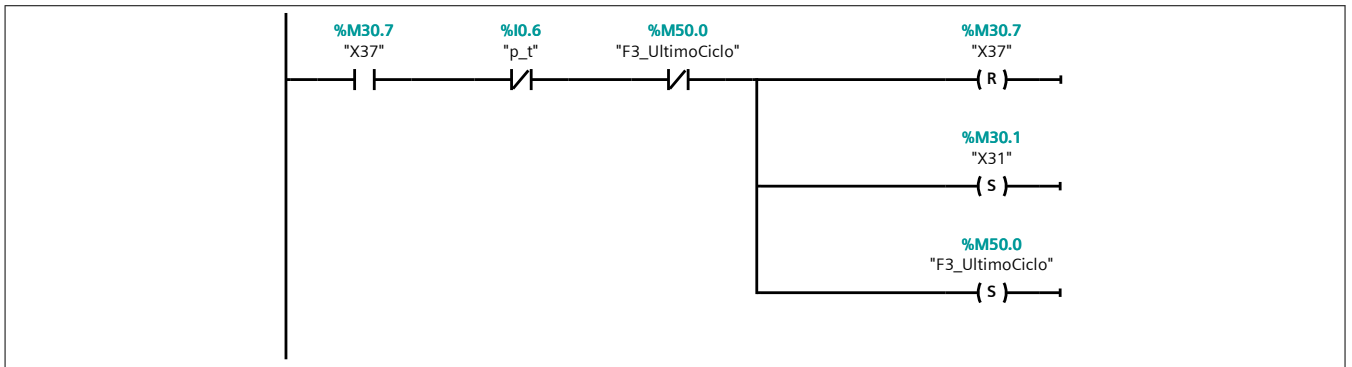 %M30.7 %I0.6 %M50.0 %M30.7
"X37" "p_t" "F3_UltimoCiclo" "X37"
R
%M30.1
"X31"
S
%M50.0
"F3_UltimoCiclo"
S